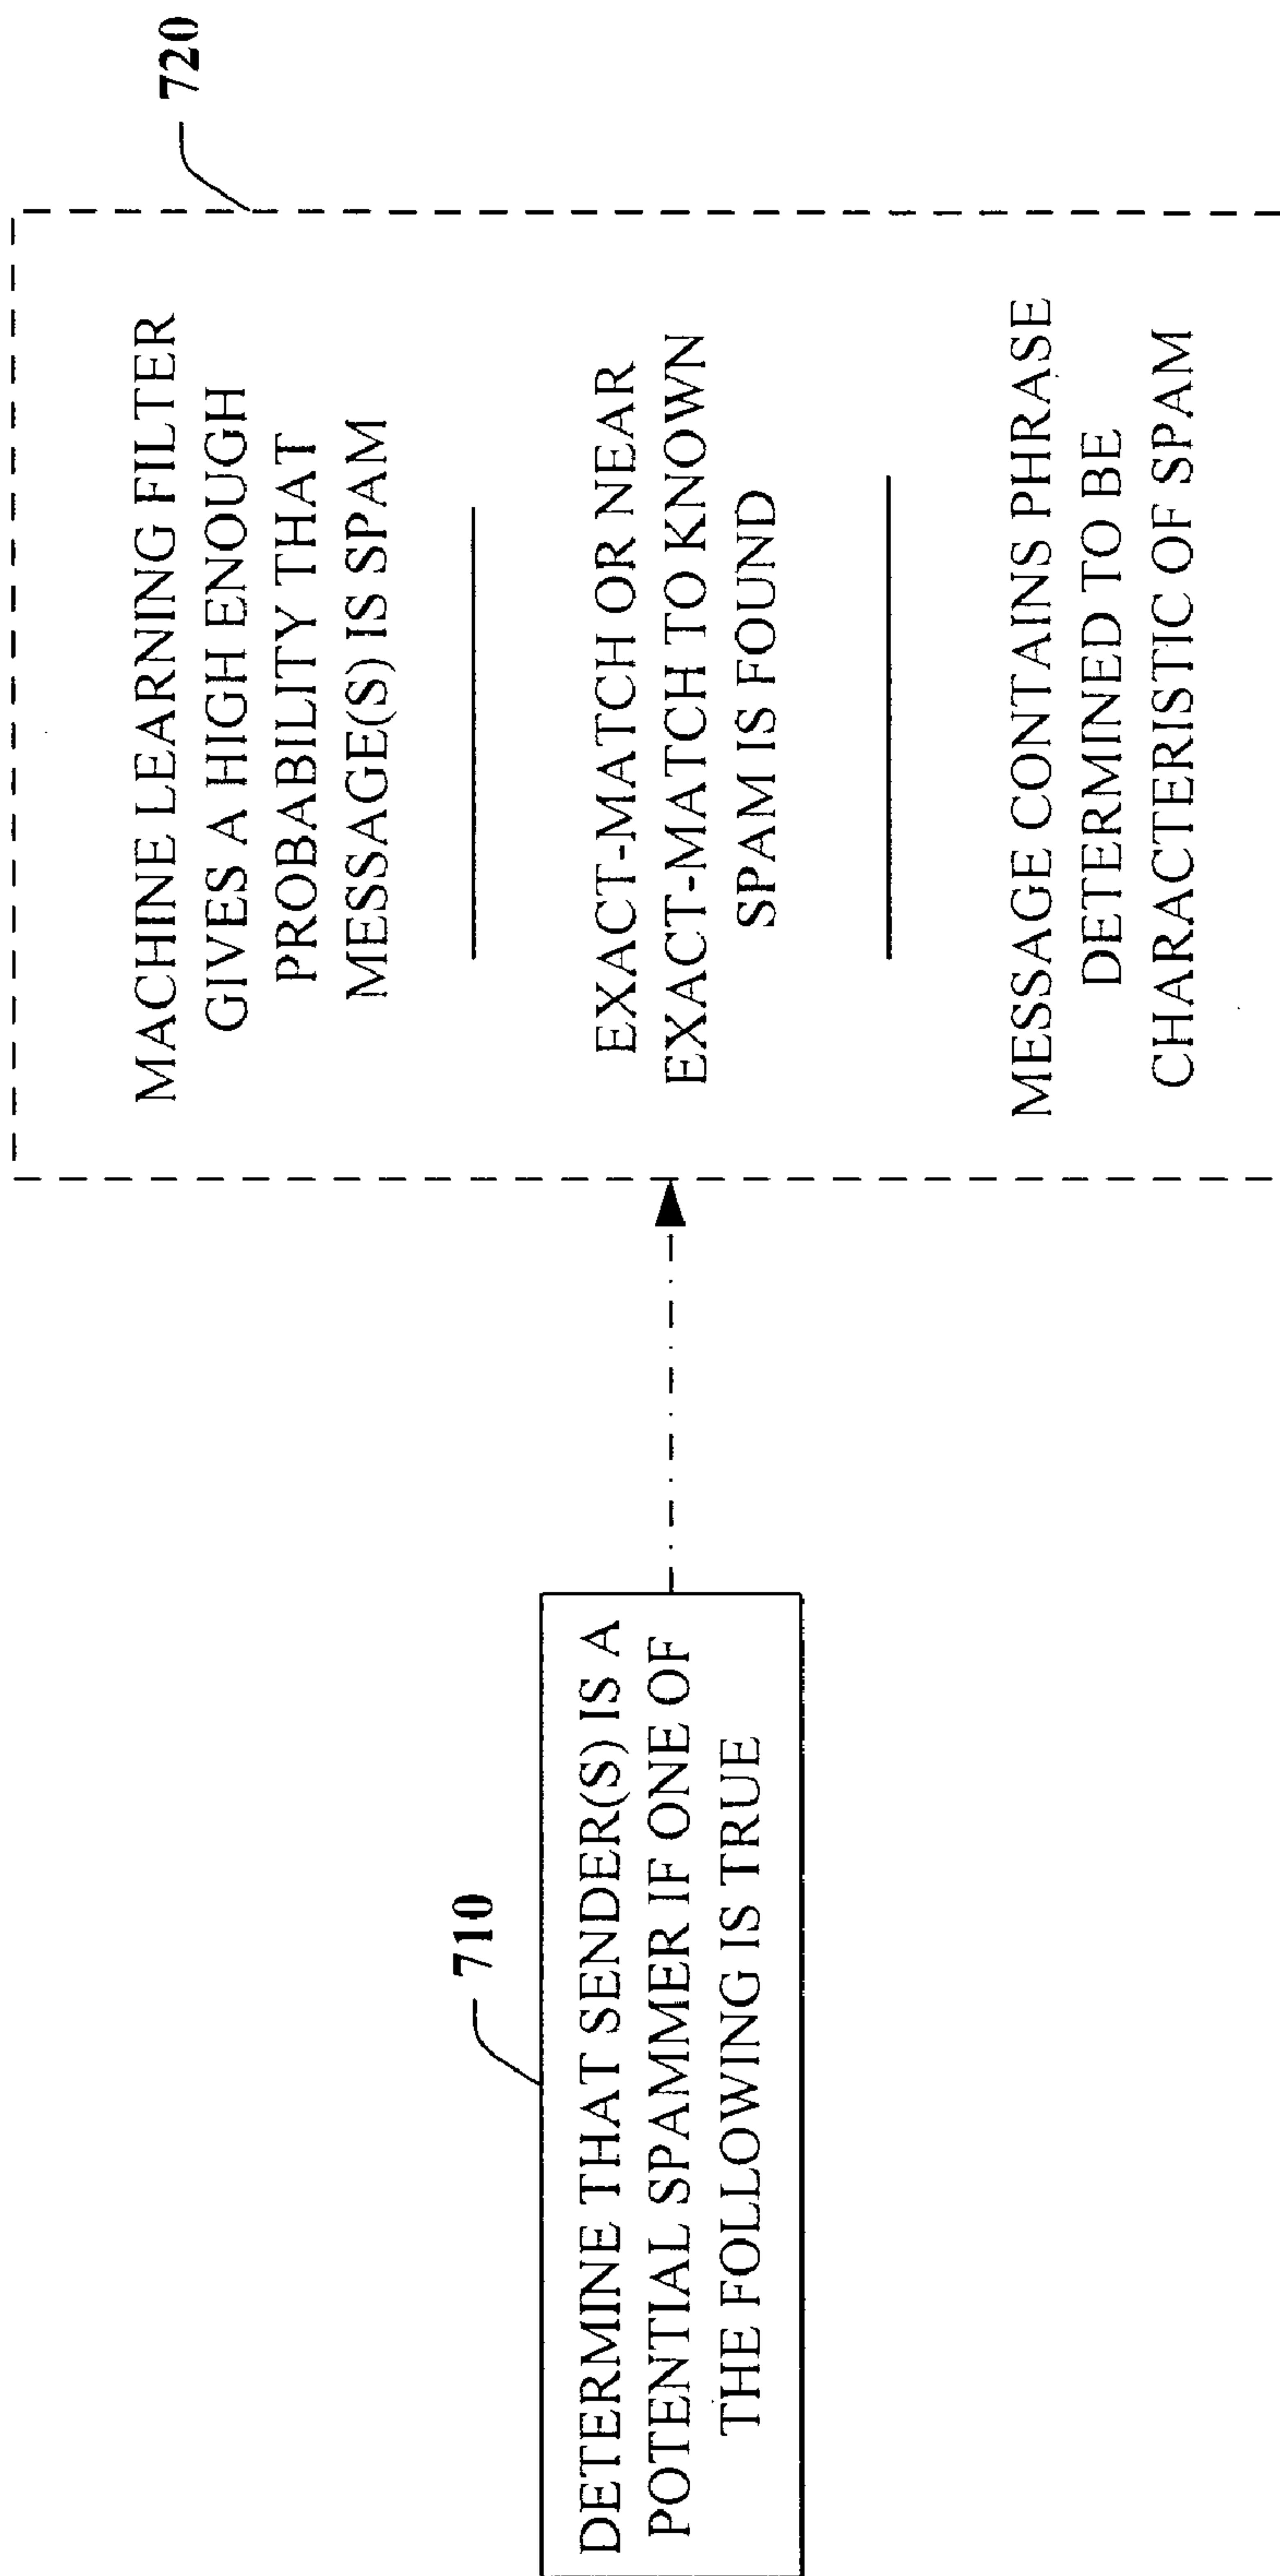 710
DETERMINE THAT SENDER(S) IS A
POTENTIAL SPAMMER IF ONE OF
THE FOLLOWING IS TRUE
720
MACHINE LEARNING FILTER
GIVES A HIGH ENOUGH
PROBABILITY THAT
MESSAGE(S) IS SPAM
EXACT-MATCH OR NEAR
EXACT-MATCH TO KNOWN
SPAM IS FOUND
MESSAGE CONTAINS PHRASE
DETERMINED TO BE
CHARACTERISTIC OF SPAM